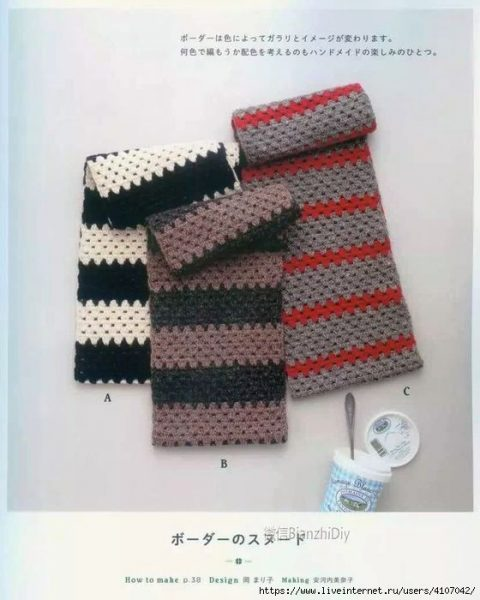 ボーダーは色によってガラリとイメージが変わります。
何色で編もうか配色を考えるのもハンドメイドの楽しみのひとつ。
A
B
C
ボーダーのスヌード
微信BianzhiDiy
How to make p.38 Design 岡 まり子 Making 安河内美奈子
https://www.liveinternet.ru/users/4107042/